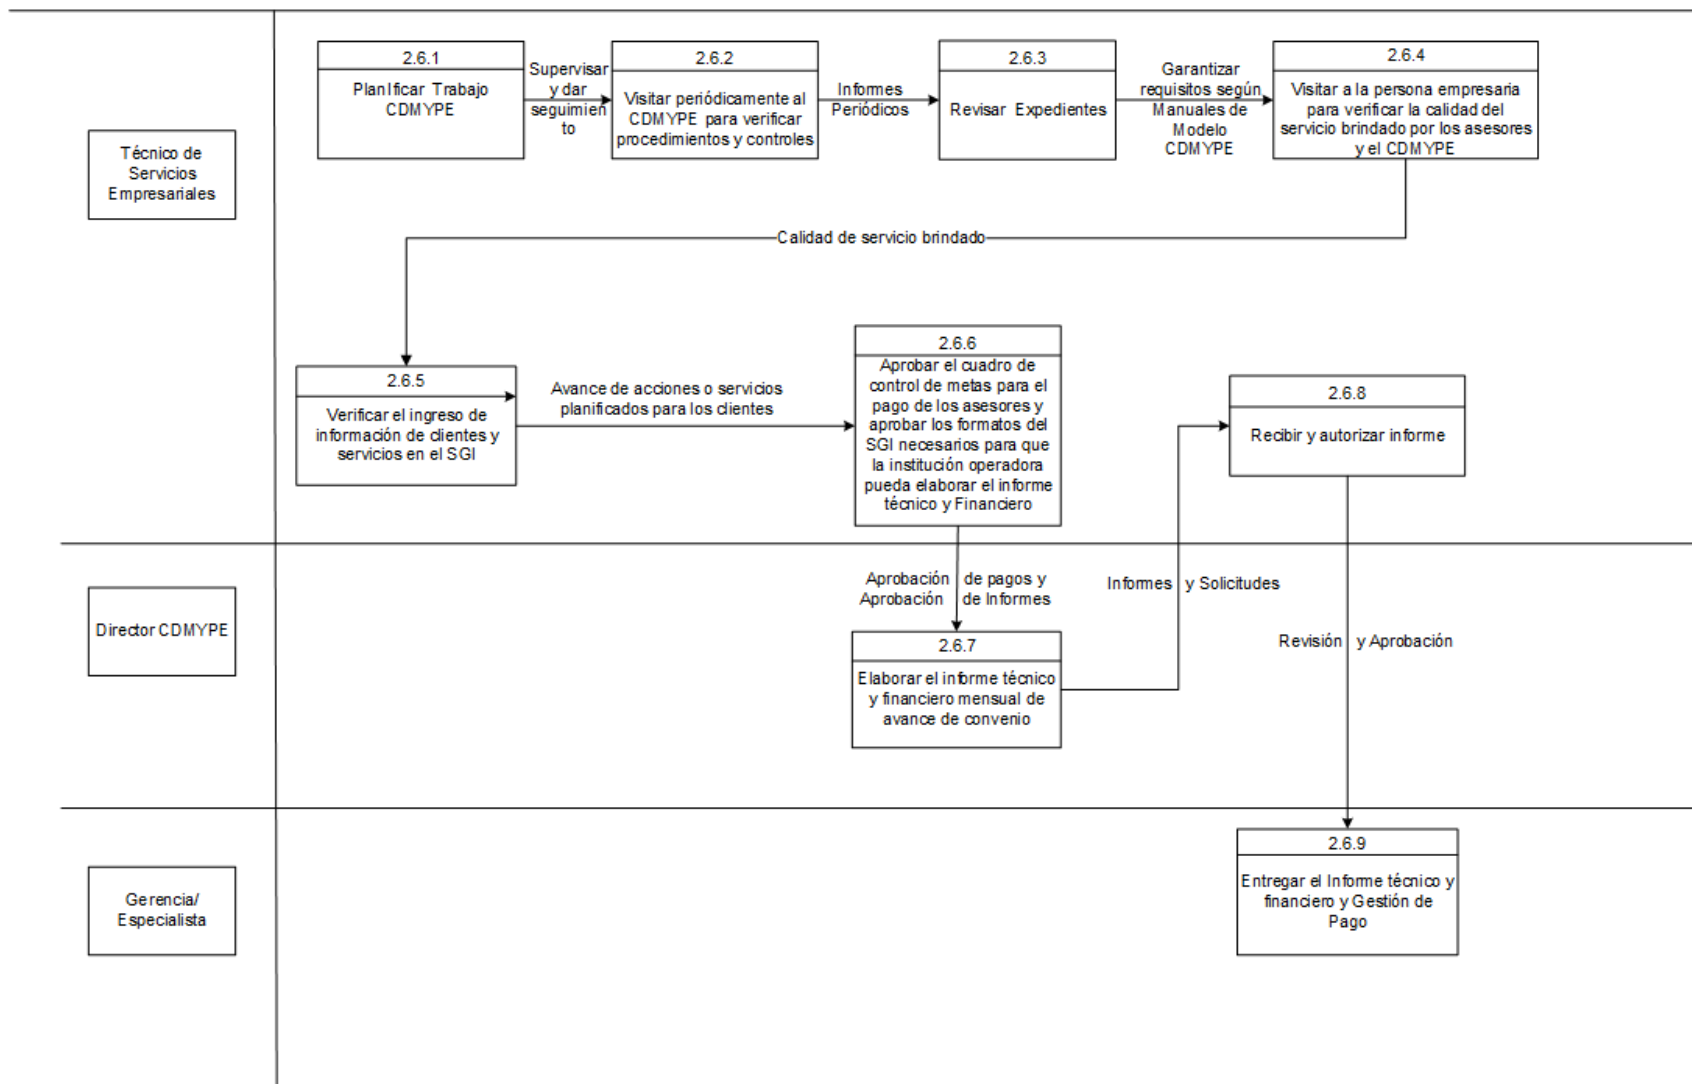 Técnico de
Servicios
Empresariales
2.6.1
Planificar Trabajo
CDMYPE
Supervisar
y dar
seguimien
to
2.6.2
Visitar periódicamente al
CDMYPE para verificar
procedimientos y controles
Informes
Periódicos
2.6.3
Revisar Expedientes
Garantizar
requisitos según
Manuales de
Modelo
CDMYPE
2.6.4
Visitar a la persona empresaria
para verificar la calidad del
servicio brindado por los asesores
y el CDMYPE
Calidad de servicio brindado
2.6.5
Verificar el ingreso de
información de clientes y
servicios en el SGI
Avance de acciones o servicios
planificados para los clientes
2.6.6
Aprobar el cuadro de
control de metas para el
pago de los asesores y
aprobar los formatos del
SGI necesarios para que
la institución operadora
pueda elaborar el informe
técnico y Financiero
2.6.8
Recibir y autorizar informe
Director CDMYPE
Aprobación de pagos y
Aprobación de Informes
2.6.7
Elaborar el informe técnico
y financiero mensual de
avance de convenio
Informes y Solicitudes
Revisión y Aprobación
Gerencia/
Especialista
2.6.9
Entregar el Informe técnico y
financiero y Gestión de
Pago